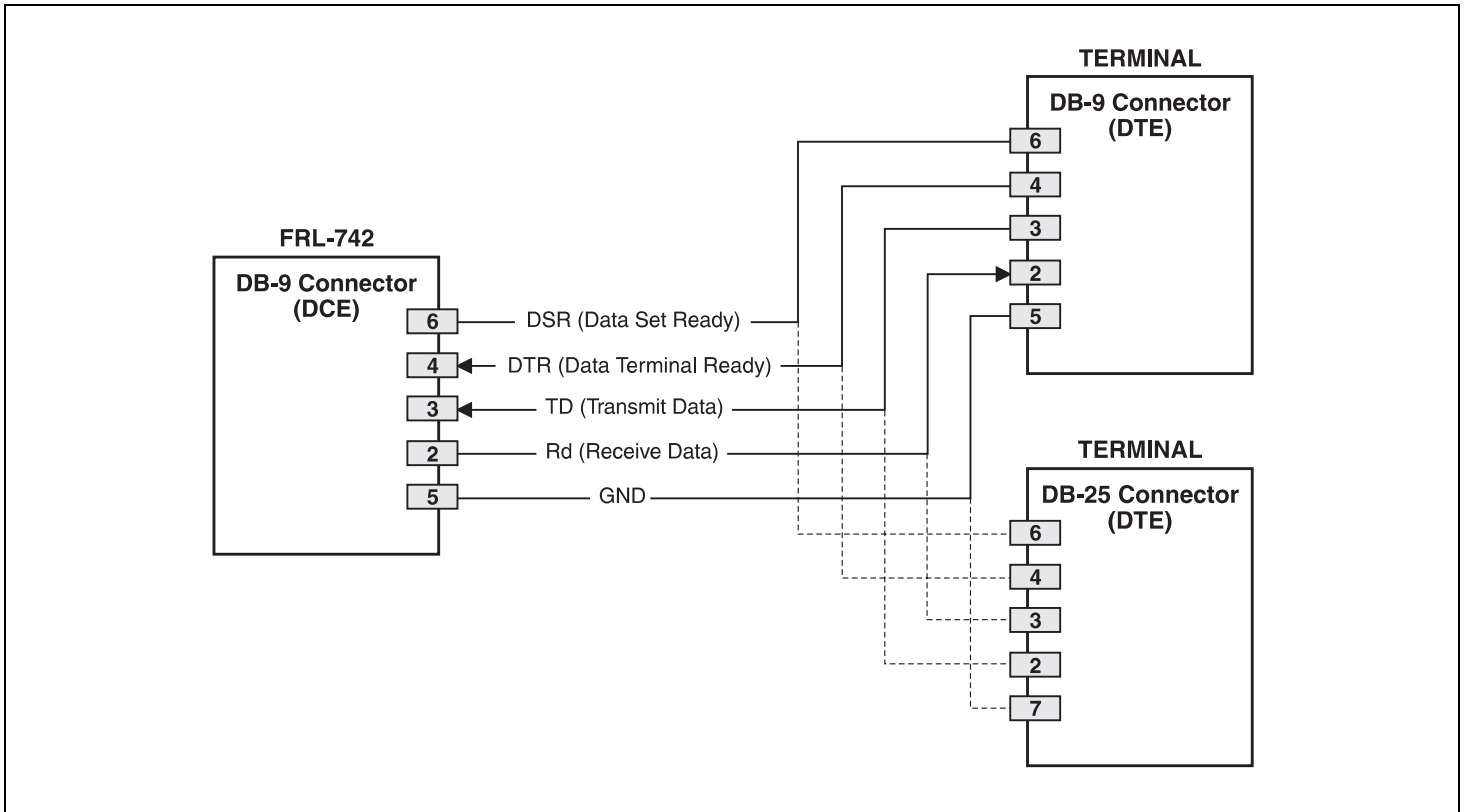 FRL-742
DB-9 Connector
(DCE)
6
4
3
2
5
DSR (Data Set Ready)
DTR (Data Terminal Ready)
TD (Transmit Data)
Rd (Receive Data)
GND
TERMINAL
DB-9 Connector
(DTE)
6
4
3
2
5
TERMINAL
DB-25 Connector
(DTE)
6
4
3
2
7